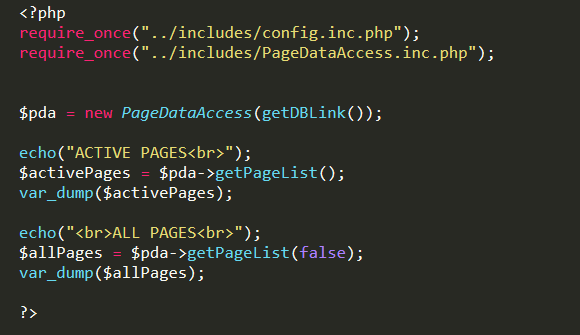 <?php
require_once("../includes/config.inc.php");
require_once("../includes/PageDataAccess.inc.php");
$pda = new PageDataAccess(getDBLink());
echo("ACTIVE PAGES<br>");
$activePages = $pda->getPageList();
var_dump($activePages);
echo("<br>ALL PAGES<br>");
$allPages = $pda->getPageList(false);
var_dump($allPages);
?>